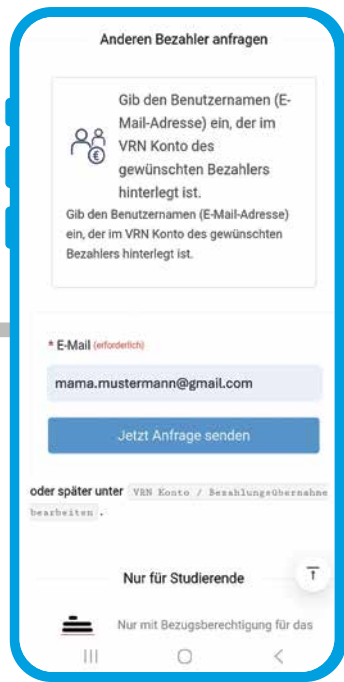 Anderen Bezahler anfragen
Gib den Benutzernamen (E-
Mail-Adresse) ein, der im
VRN Konto des
gewünschten Bezahlers
hinterlegt ist.
Gib den Benutzernamen (E-Mail-Adresse)
ein, der im VRN Konto des gewünschten
Bezahlers hinterlegt ist.
* E-Mail (erforderlich)
mama.mustermann@gmail.com
Jetzt Anfrage senden
oder später unter VRN Konto / Bezahlungsübernahme
bearbeiten .
Nur für Studierende
Nur mit Bezugsberechtigung für das